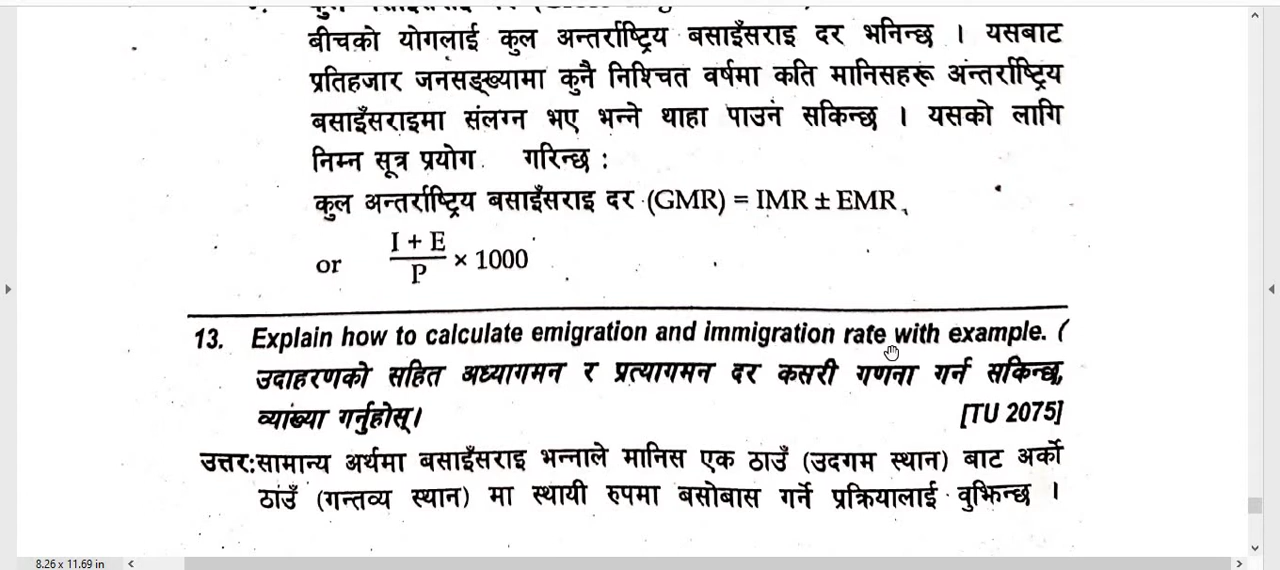 बीचको योगलाई कुल अन्तर्राष्ट्रिय बसाइँसराइ दर भनिन्छ । यसबाट
प्रतिहजार जनसङ्ख्यामा कुनै निश्चित वर्षमा कति मानिसहरू अन्तर्राष्ट्रिय
बसाइँसराइमा संलग्न भए भन्ने थाहा पाउन सकिन्छ । यसको लागि
निम्न सूत्र प्रयोग गरिन्छ :
कुल अन्तर्राष्ट्रिय बसाइँसराइ दर (GMR) = IMR ± EMR,
or I + E / P × 1000
13. Explain how to calculate emigration and immigration rate with example. (
उदाहरणको सहित अध्यागमन र प्रत्यागमन दर कसरी गणना गर्न सकिन्छ,
व्याख्या गर्नुहोस्। [TU 2075]
उत्तर:सामान्य अर्थमा बसाइँसराइ भन्नाले मानिस एक ठाउँ (उदगम स्थान) बाट अर्को
ठाउँ (गन्तव्य स्थान) मा स्थायी रुपमा बसोबास गर्ने प्रक्रियालाई वुझिन्छ ।
8.26 x 11.69 in